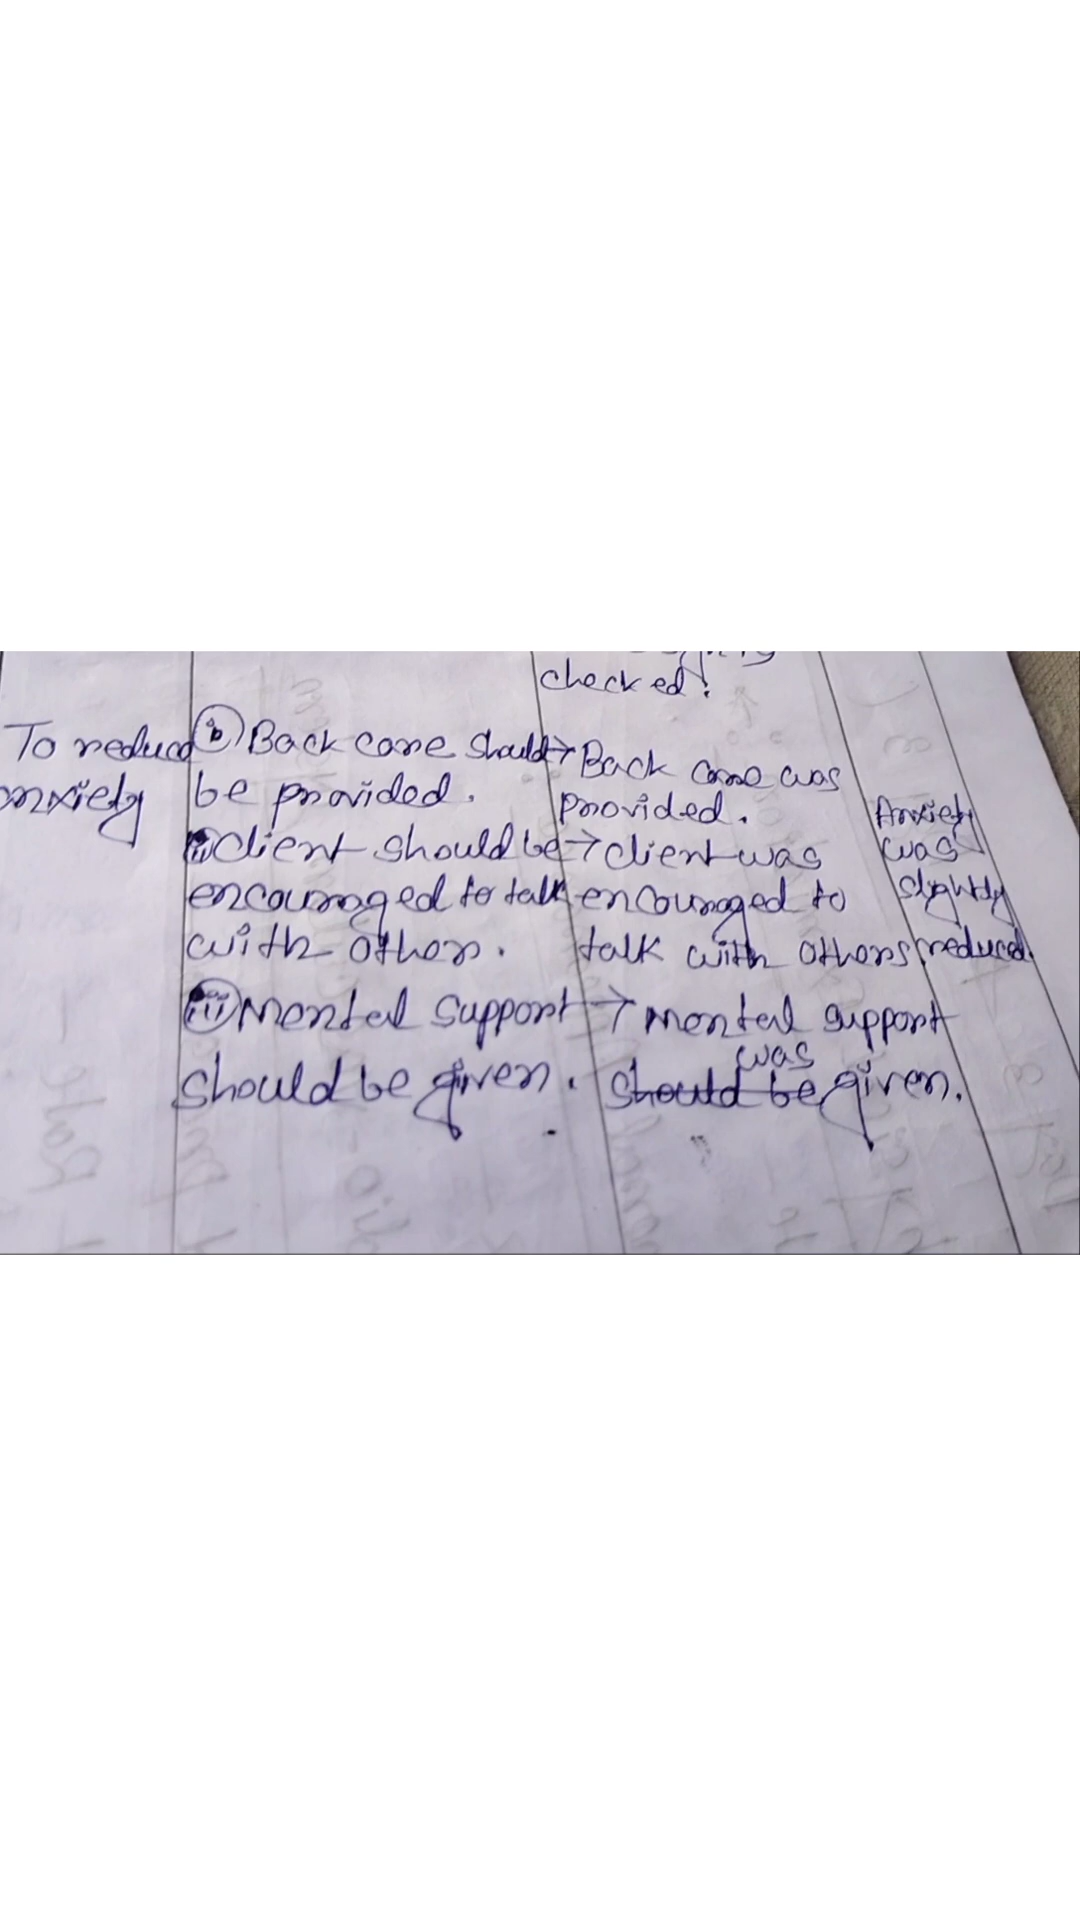 checked.
To reduce
anxiety
i) Back care should
be provided.
ii) Client should be
encouraged to talk
with other.
iii) Mental support
should be given.
→ Back care was
provided.
→ client was
encouraged to
talk with others.
→ mental support
was
should be given.
Anxiety
was
slightly
reduced.